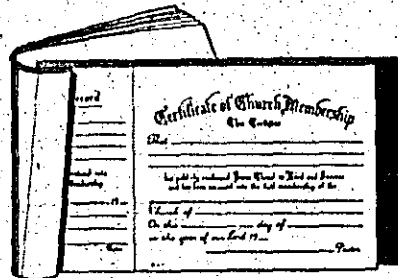 ecord
Certificate of Church Membership
This Certifies
That
has publicly confessed Jesus Christ as Lord and Saviour
and has been received into the full membership of the
Church of
On this day of
in the year of our Lord 19
Pastor